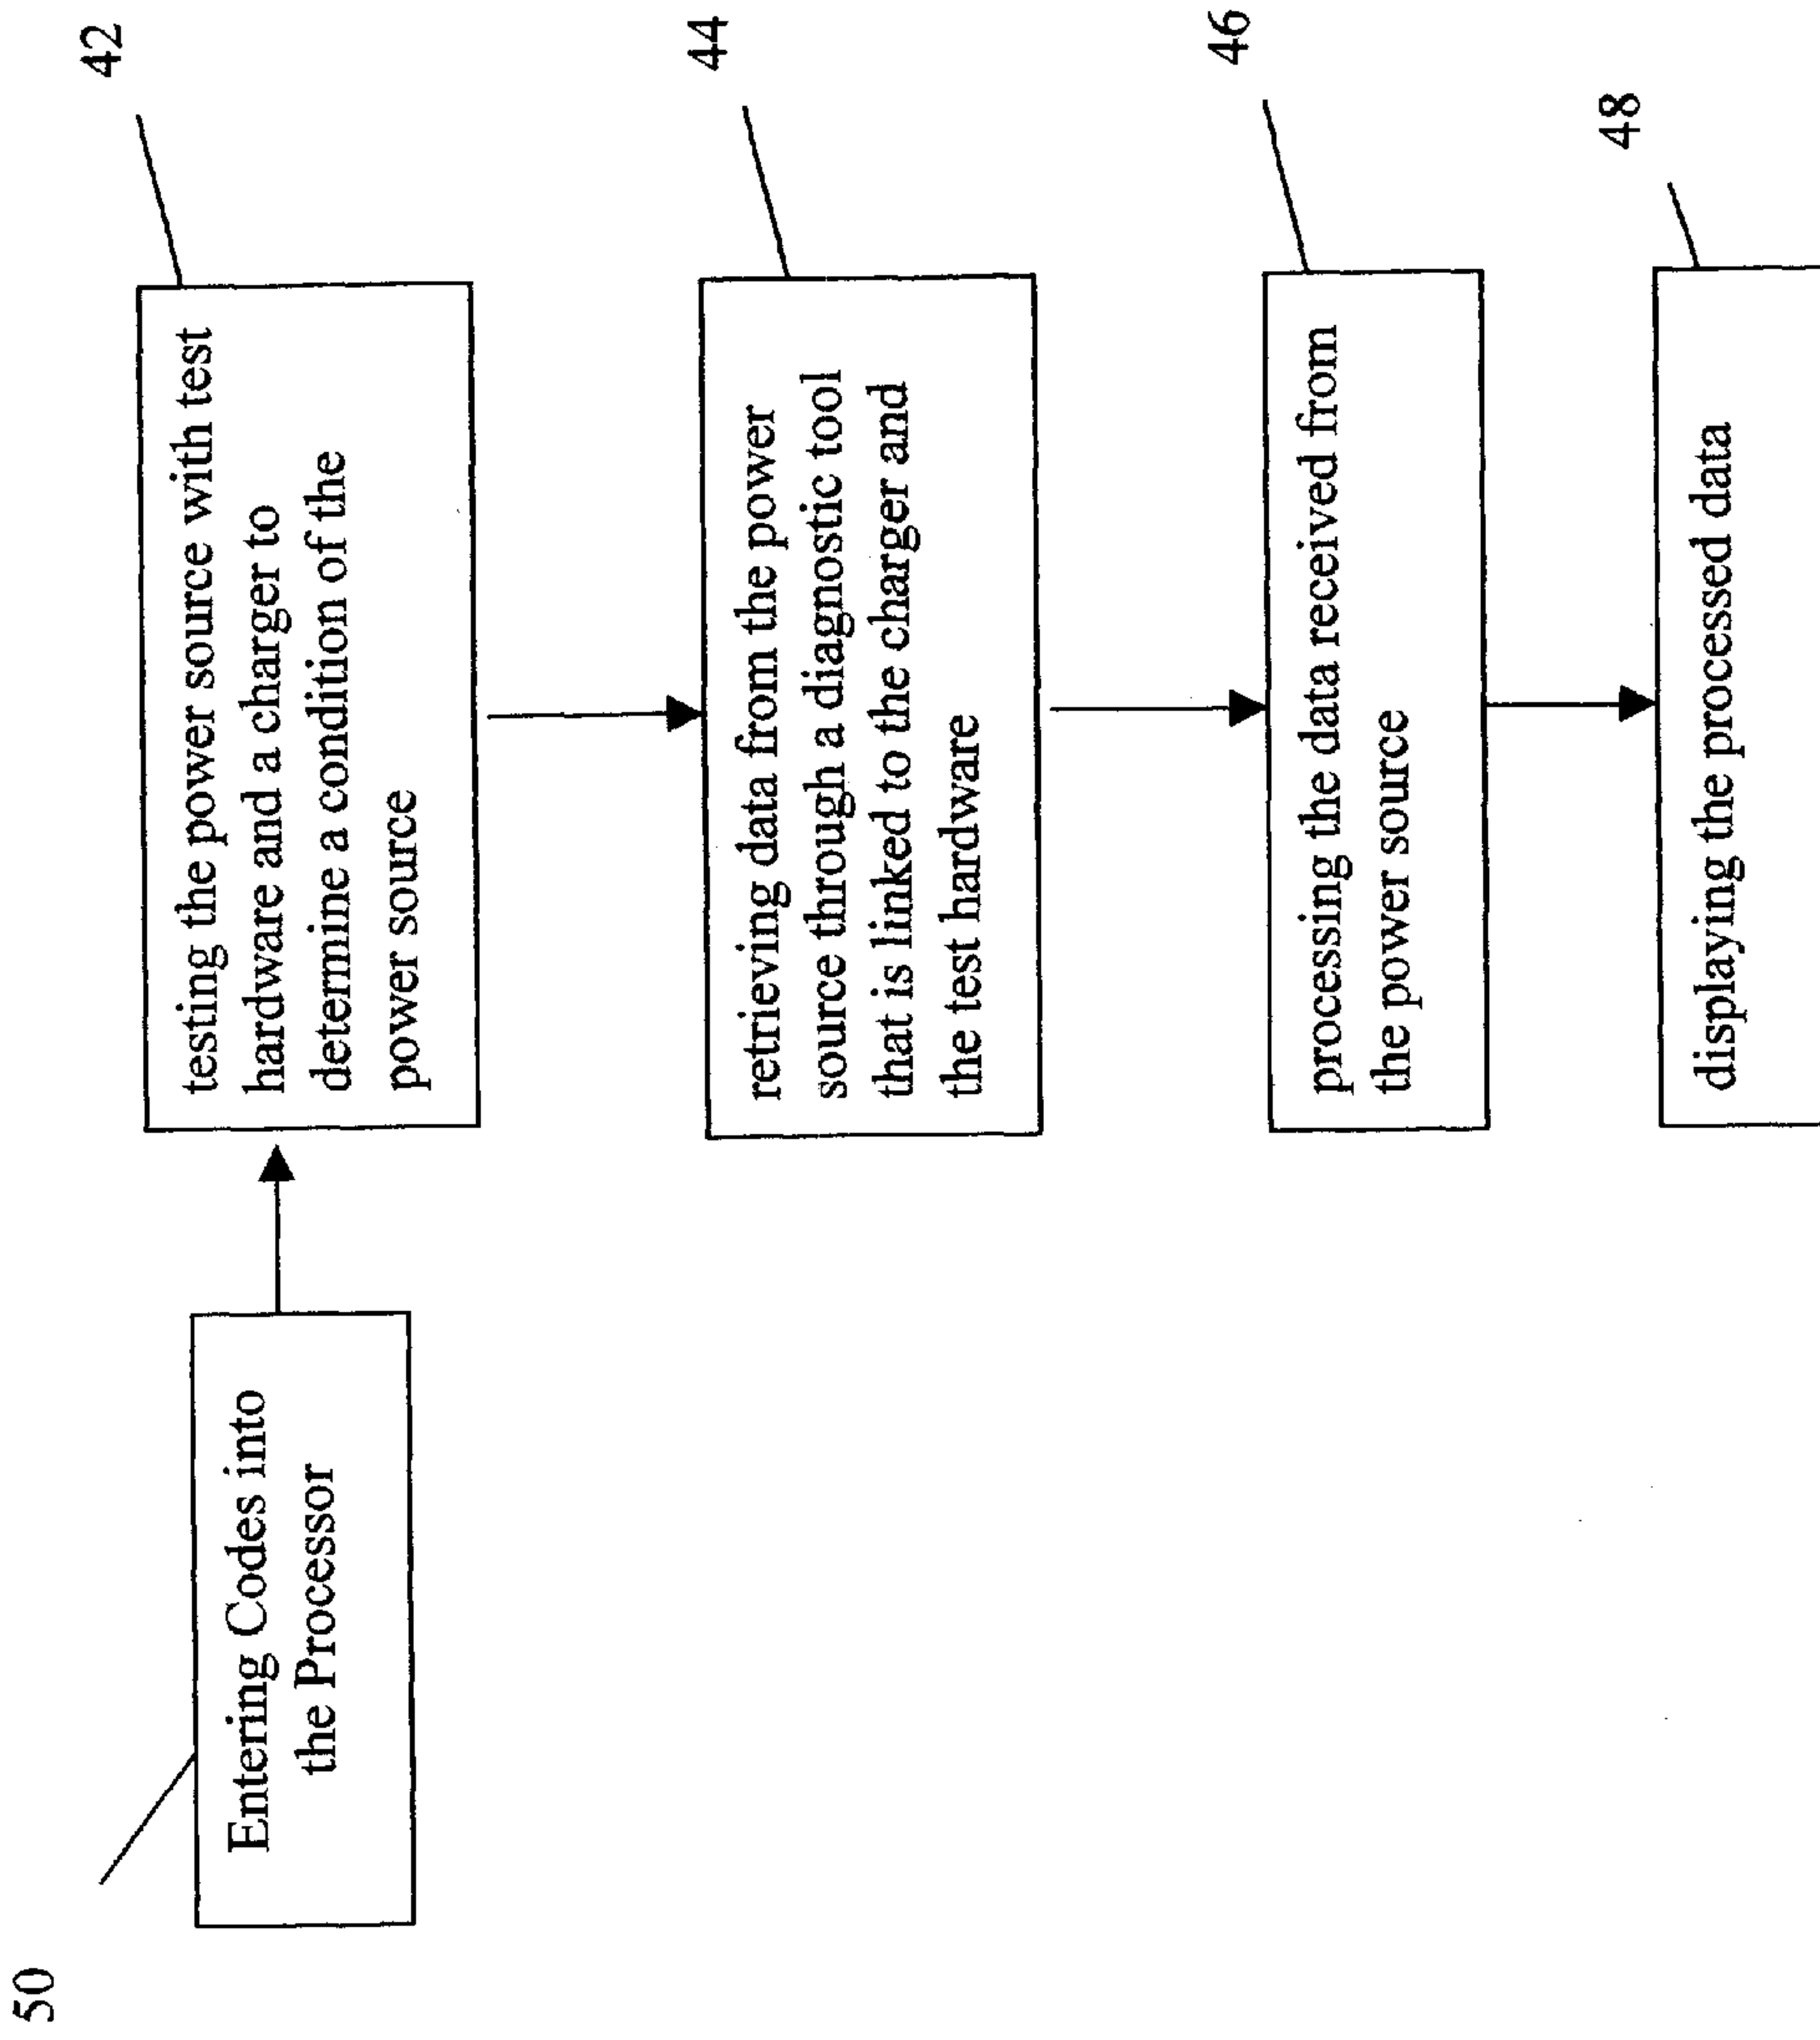 50
Entering Codes into
the Processor
42
testing the power source with test
hardware and a charger to
determine a condition of the
power source
44
retrieving data from the power
source through a diagnostic tool
that is linked to the charger and
the test hardware
46
processing the data received from
the power source
48
displaying the processed data